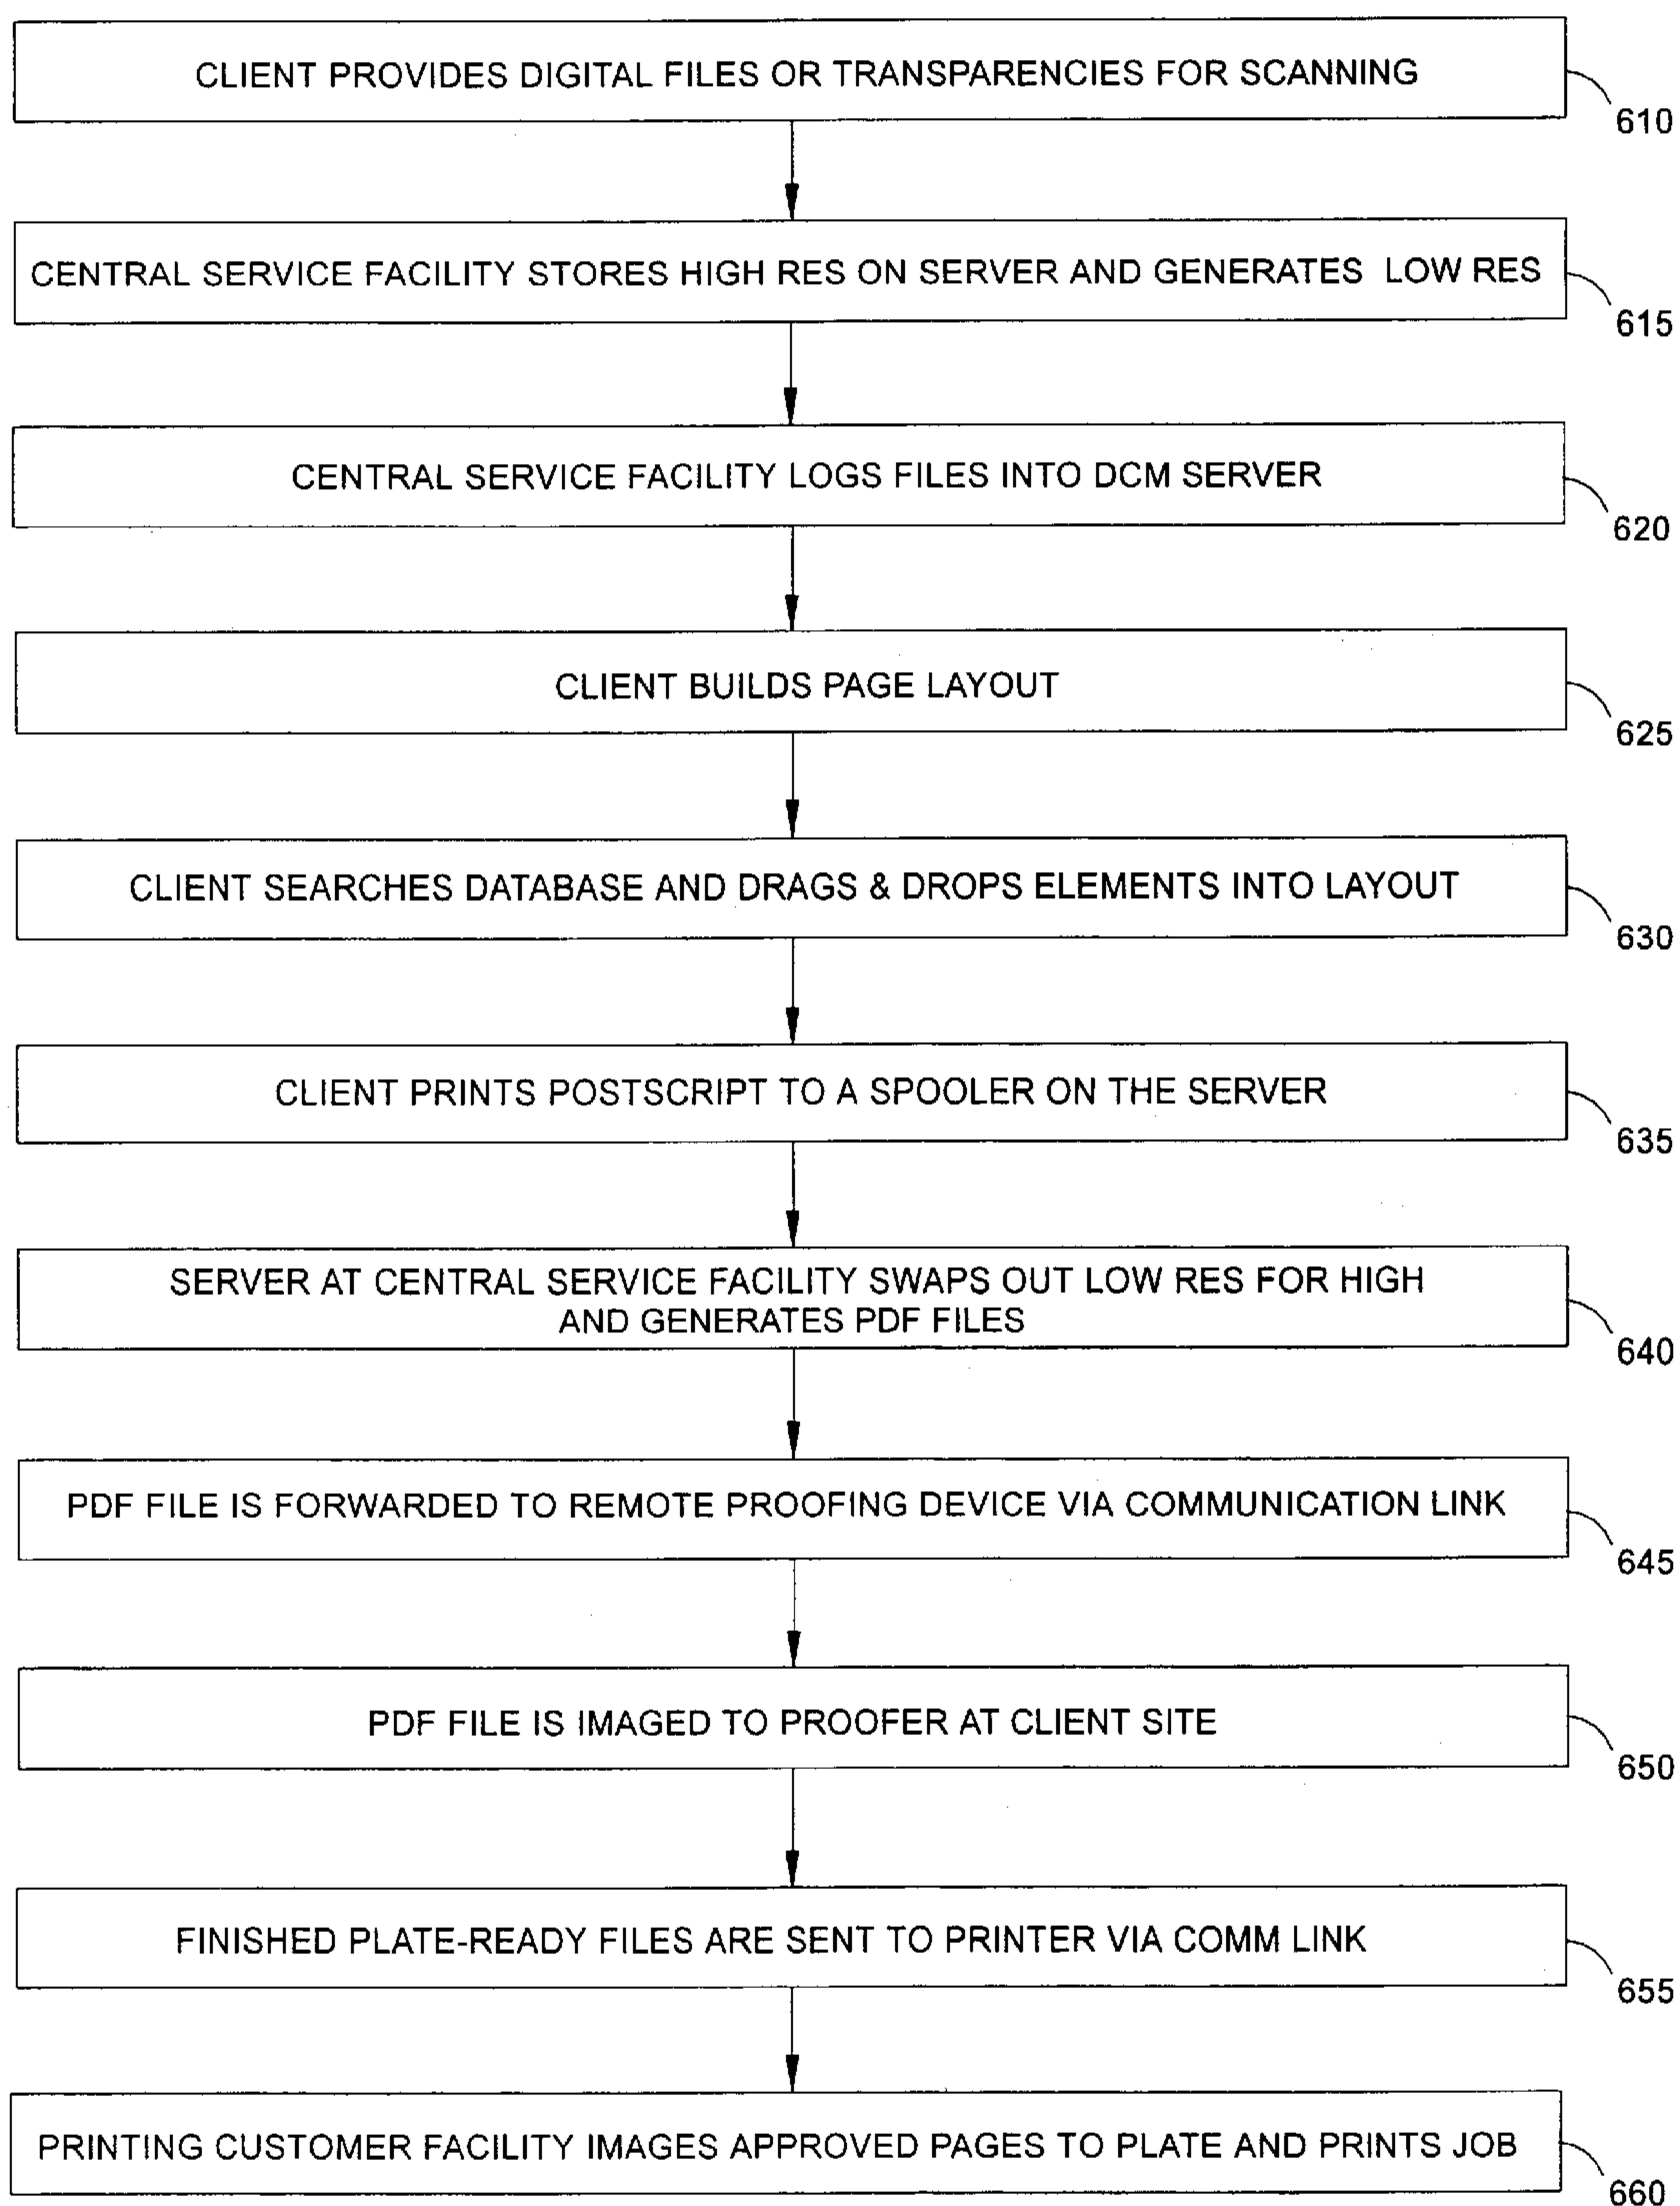 CLIENT PROVIDES DIGITAL FILES OR TRANSPARENCIES FOR SCANNING
610
CENTRAL SERVICE FACILITY STORES HIGH RES ON SERVER AND GENERATES LOW RES
615
CENTRAL SERVICE FACILITY LOGS FILES INTO DCM SERVER
620
CLIENT BUILDS PAGE LAYOUT
625
CLIENT SEARCHES DATABASE AND DRAGS & DROPS ELEMENTS INTO LAYOUT
630
CLIENT PRINTS POSTSCRIPT TO A SPOOLER ON THE SERVER
635
SERVER AT CENTRAL SERVICE FACILITY SWAPS OUT LOW RES FOR HIGH
AND GENERATES PDF FILES
640
PDF FILE IS FORWARDED TO REMOTE PROOFING DEVICE VIA COMMUNICATION LINK
645
PDF FILE IS IMAGED TO PROOFER AT CLIENT SITE
650
FINISHED PLATE-READY FILES ARE SENT TO PRINTER VIA COMM LINK
655
PRINTING CUSTOMER FACILITY IMAGES APPROVED PAGES TO PLATE AND PRINTS JOB
660